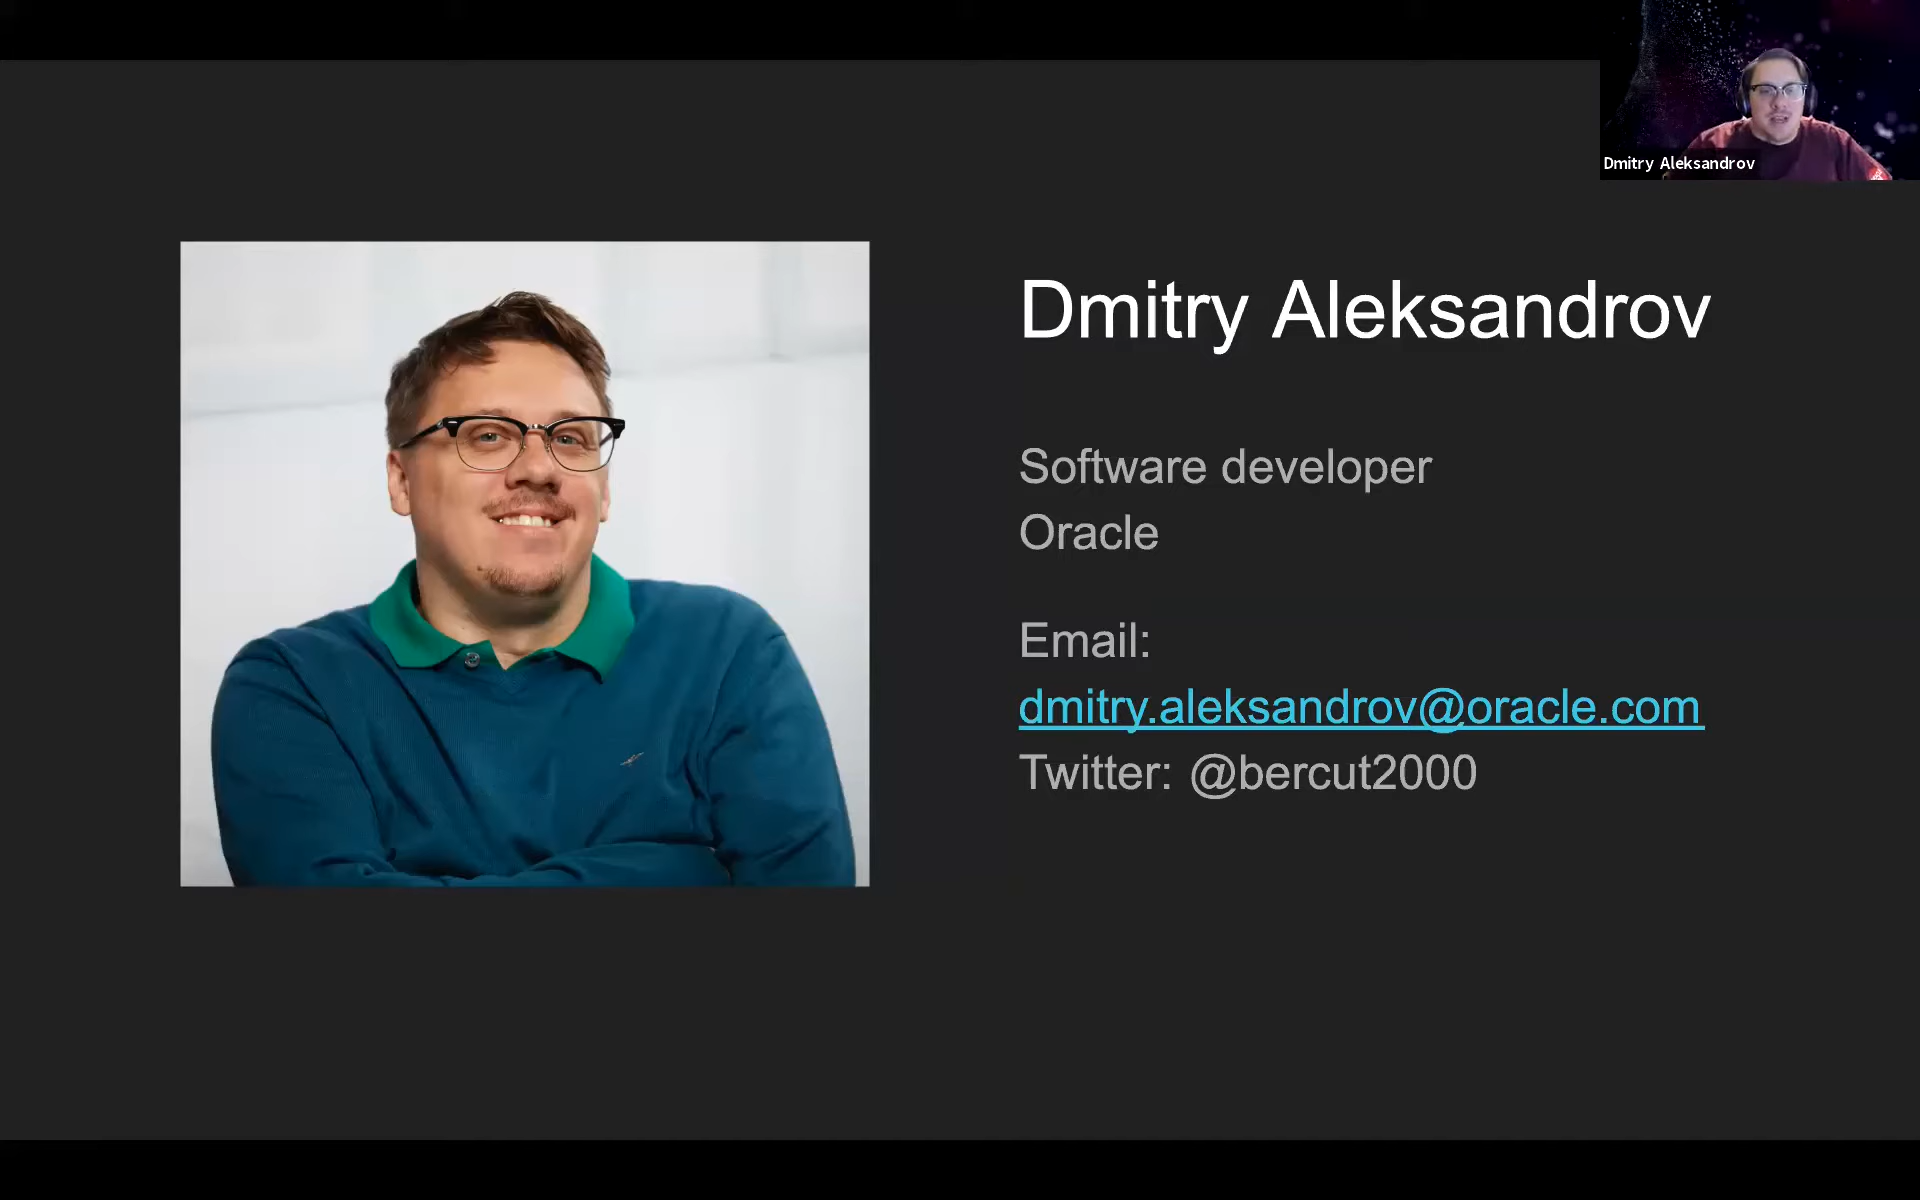 Dmitry Aleksandrov
Dmitry Aleksandrov
Software developer
Oracle
Email:
dmitry.aleksandrov@oracle.com
Twitter: @bercut2000